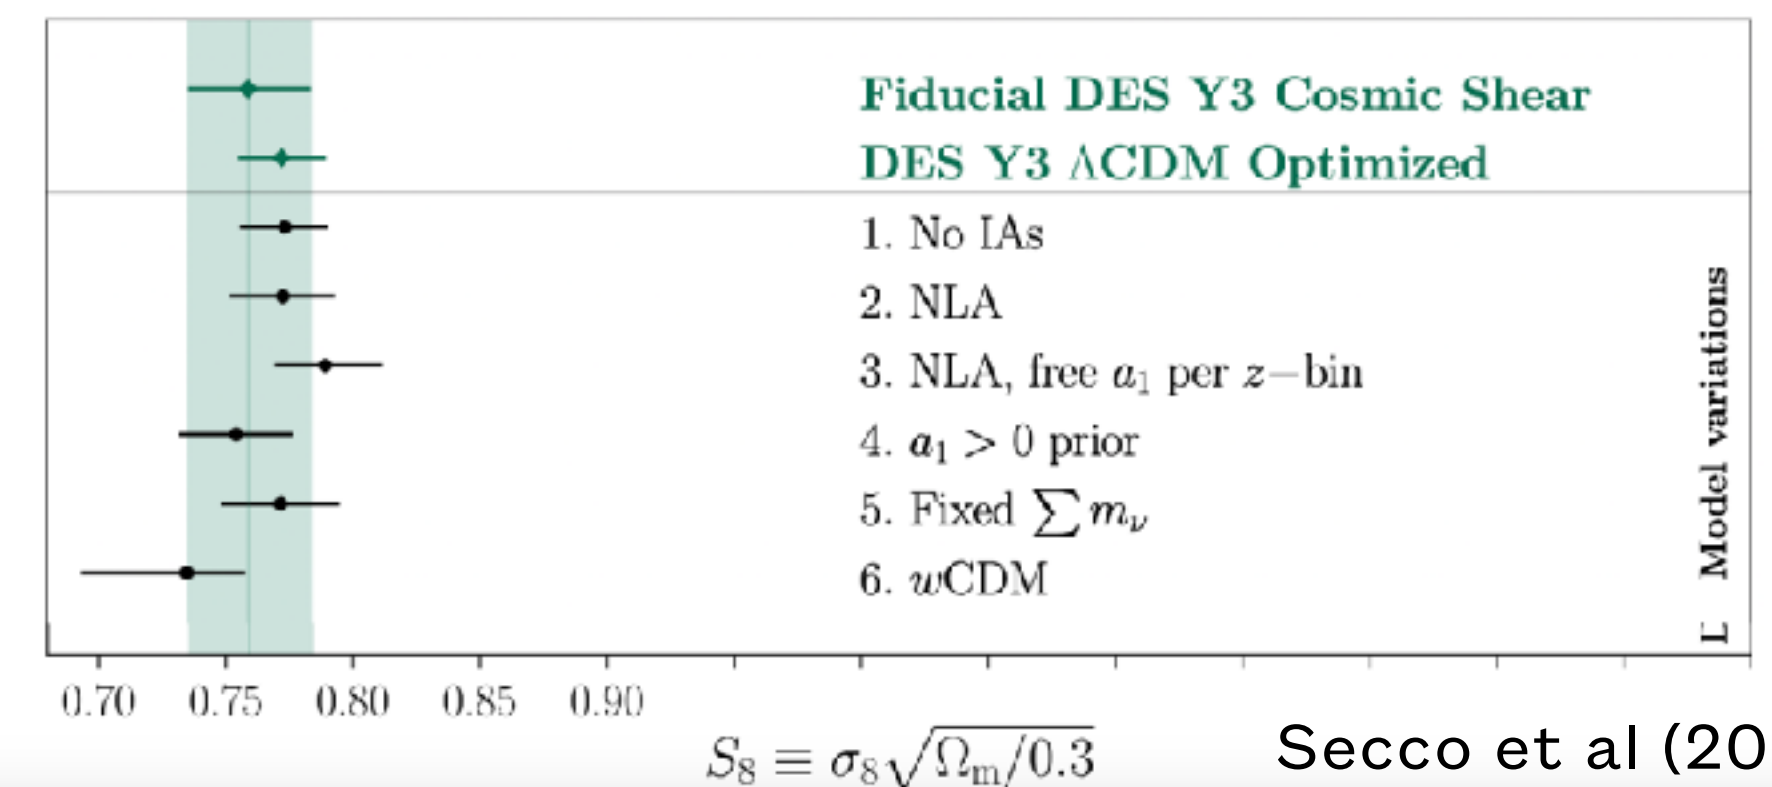 Fiducial DES Y3 Cosmic Shear
DES Y3 ΛCDM Optimized
1. No IAs
2. NLA
3. NLA, free a₁ per z−bin
4. a₁ > 0 prior
5. Fixed ∑ mᵥ
6. wCDM
Model variations
0.70 0.75 0.80 0.85 0.90
S₈ ≡ σ₈√Ωₘ/0.3
Secco et al (20